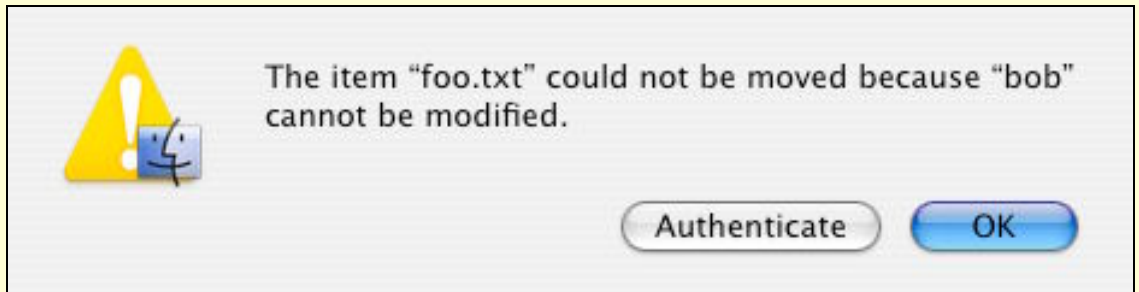 The item “foo.txt” could not be moved because “bob”
cannot be modified.
Authenticate
OK